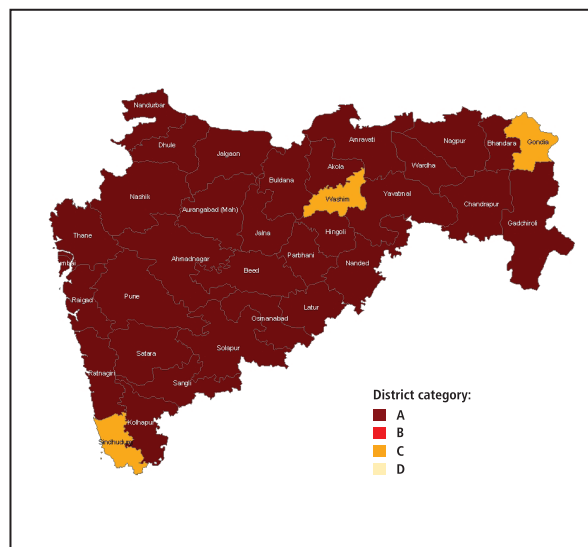 Nandurbar
Dhule
Jalgaon
Amravati
Nagpur
Bhandara
Gondia
Akola
Wardha
Buldana
Nashik
Washim
Yavatmal
Chandrapur
Aurangabad (Mah)
Gadchiroli
Thane
Jalna
Hingoli
Ahmadnagar
Parbhani
Beed
Nanded
Raigad
Pune
Latur
Osmanabad
Solapur
Satara
Ratnagiri
Sangli
Kolhapur
Sindhudurg
District category:
A
B
C
D